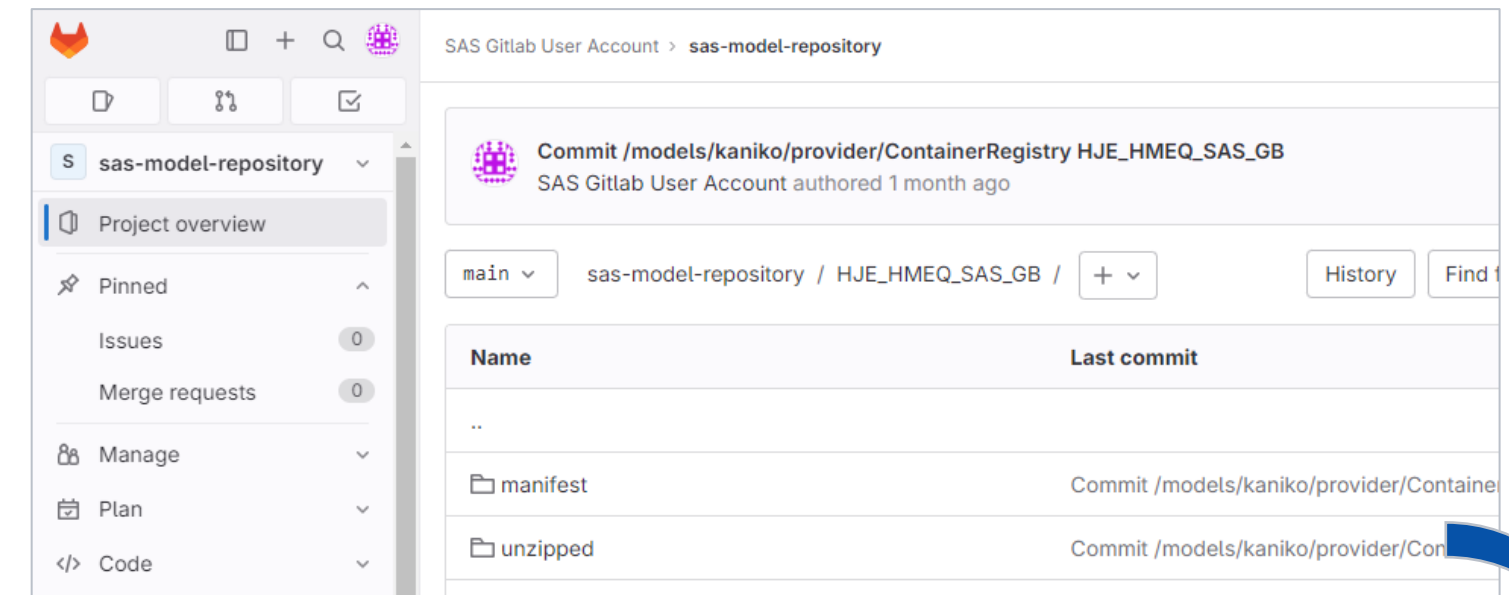 SAS Gitlab User Account > sas-model-repository
S sas-model-repository
Commit /models/kaniko/provider/ContainerRegistry HJE_HMEQ_SAS_GB
SAS Gitlab User Account authored 1 month ago
Project overview
main sas-model-repository / HJE_HMEQ_SAS_GB / + History Find
Pinned
Issues 0
Merge requests 0
Manage
Plan
Code
Name Last commit
..
manifest Commit /models/kaniko/provider/Container
unzipped Commit /models/kaniko/provider/Con